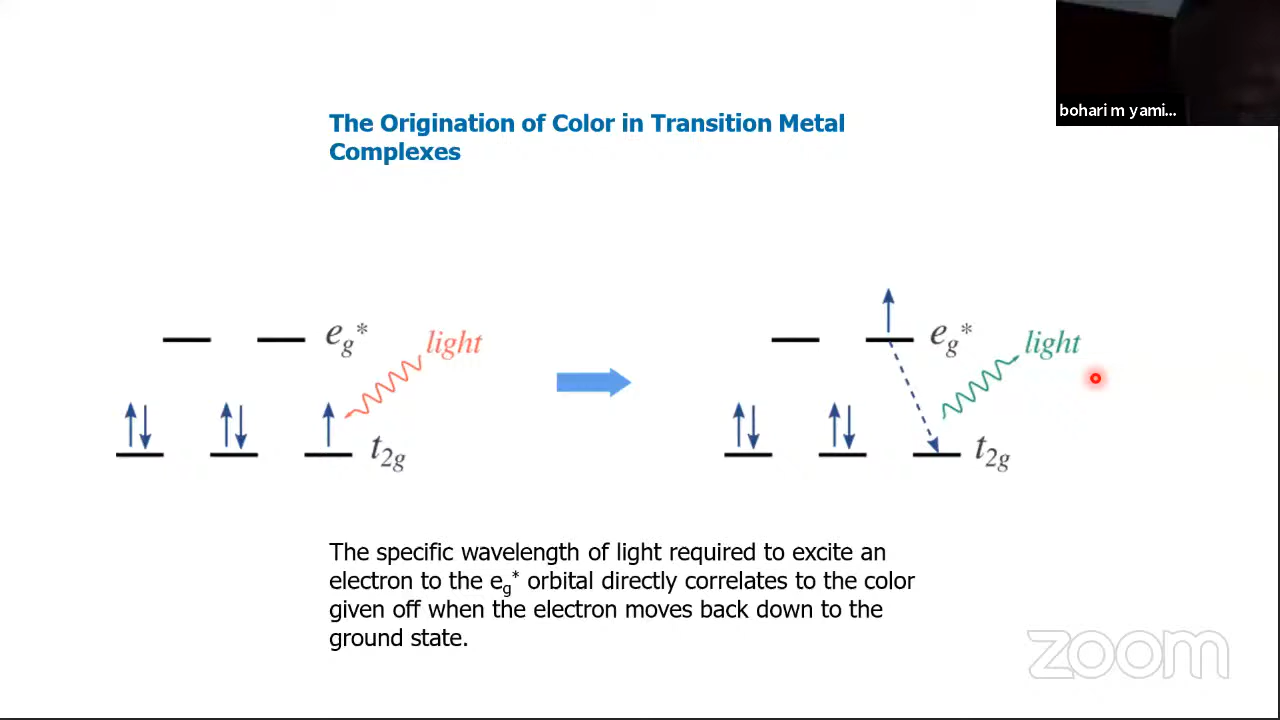 bohari m yami...
The Origination of Color in Transition Metal
Complexes
eg*
light
t2g
eg*
light
t2g
The specific wavelength of light required to excite an
electron to the eg* orbital directly correlates to the color
given off when the electron moves back down to the
ground state.
zoom